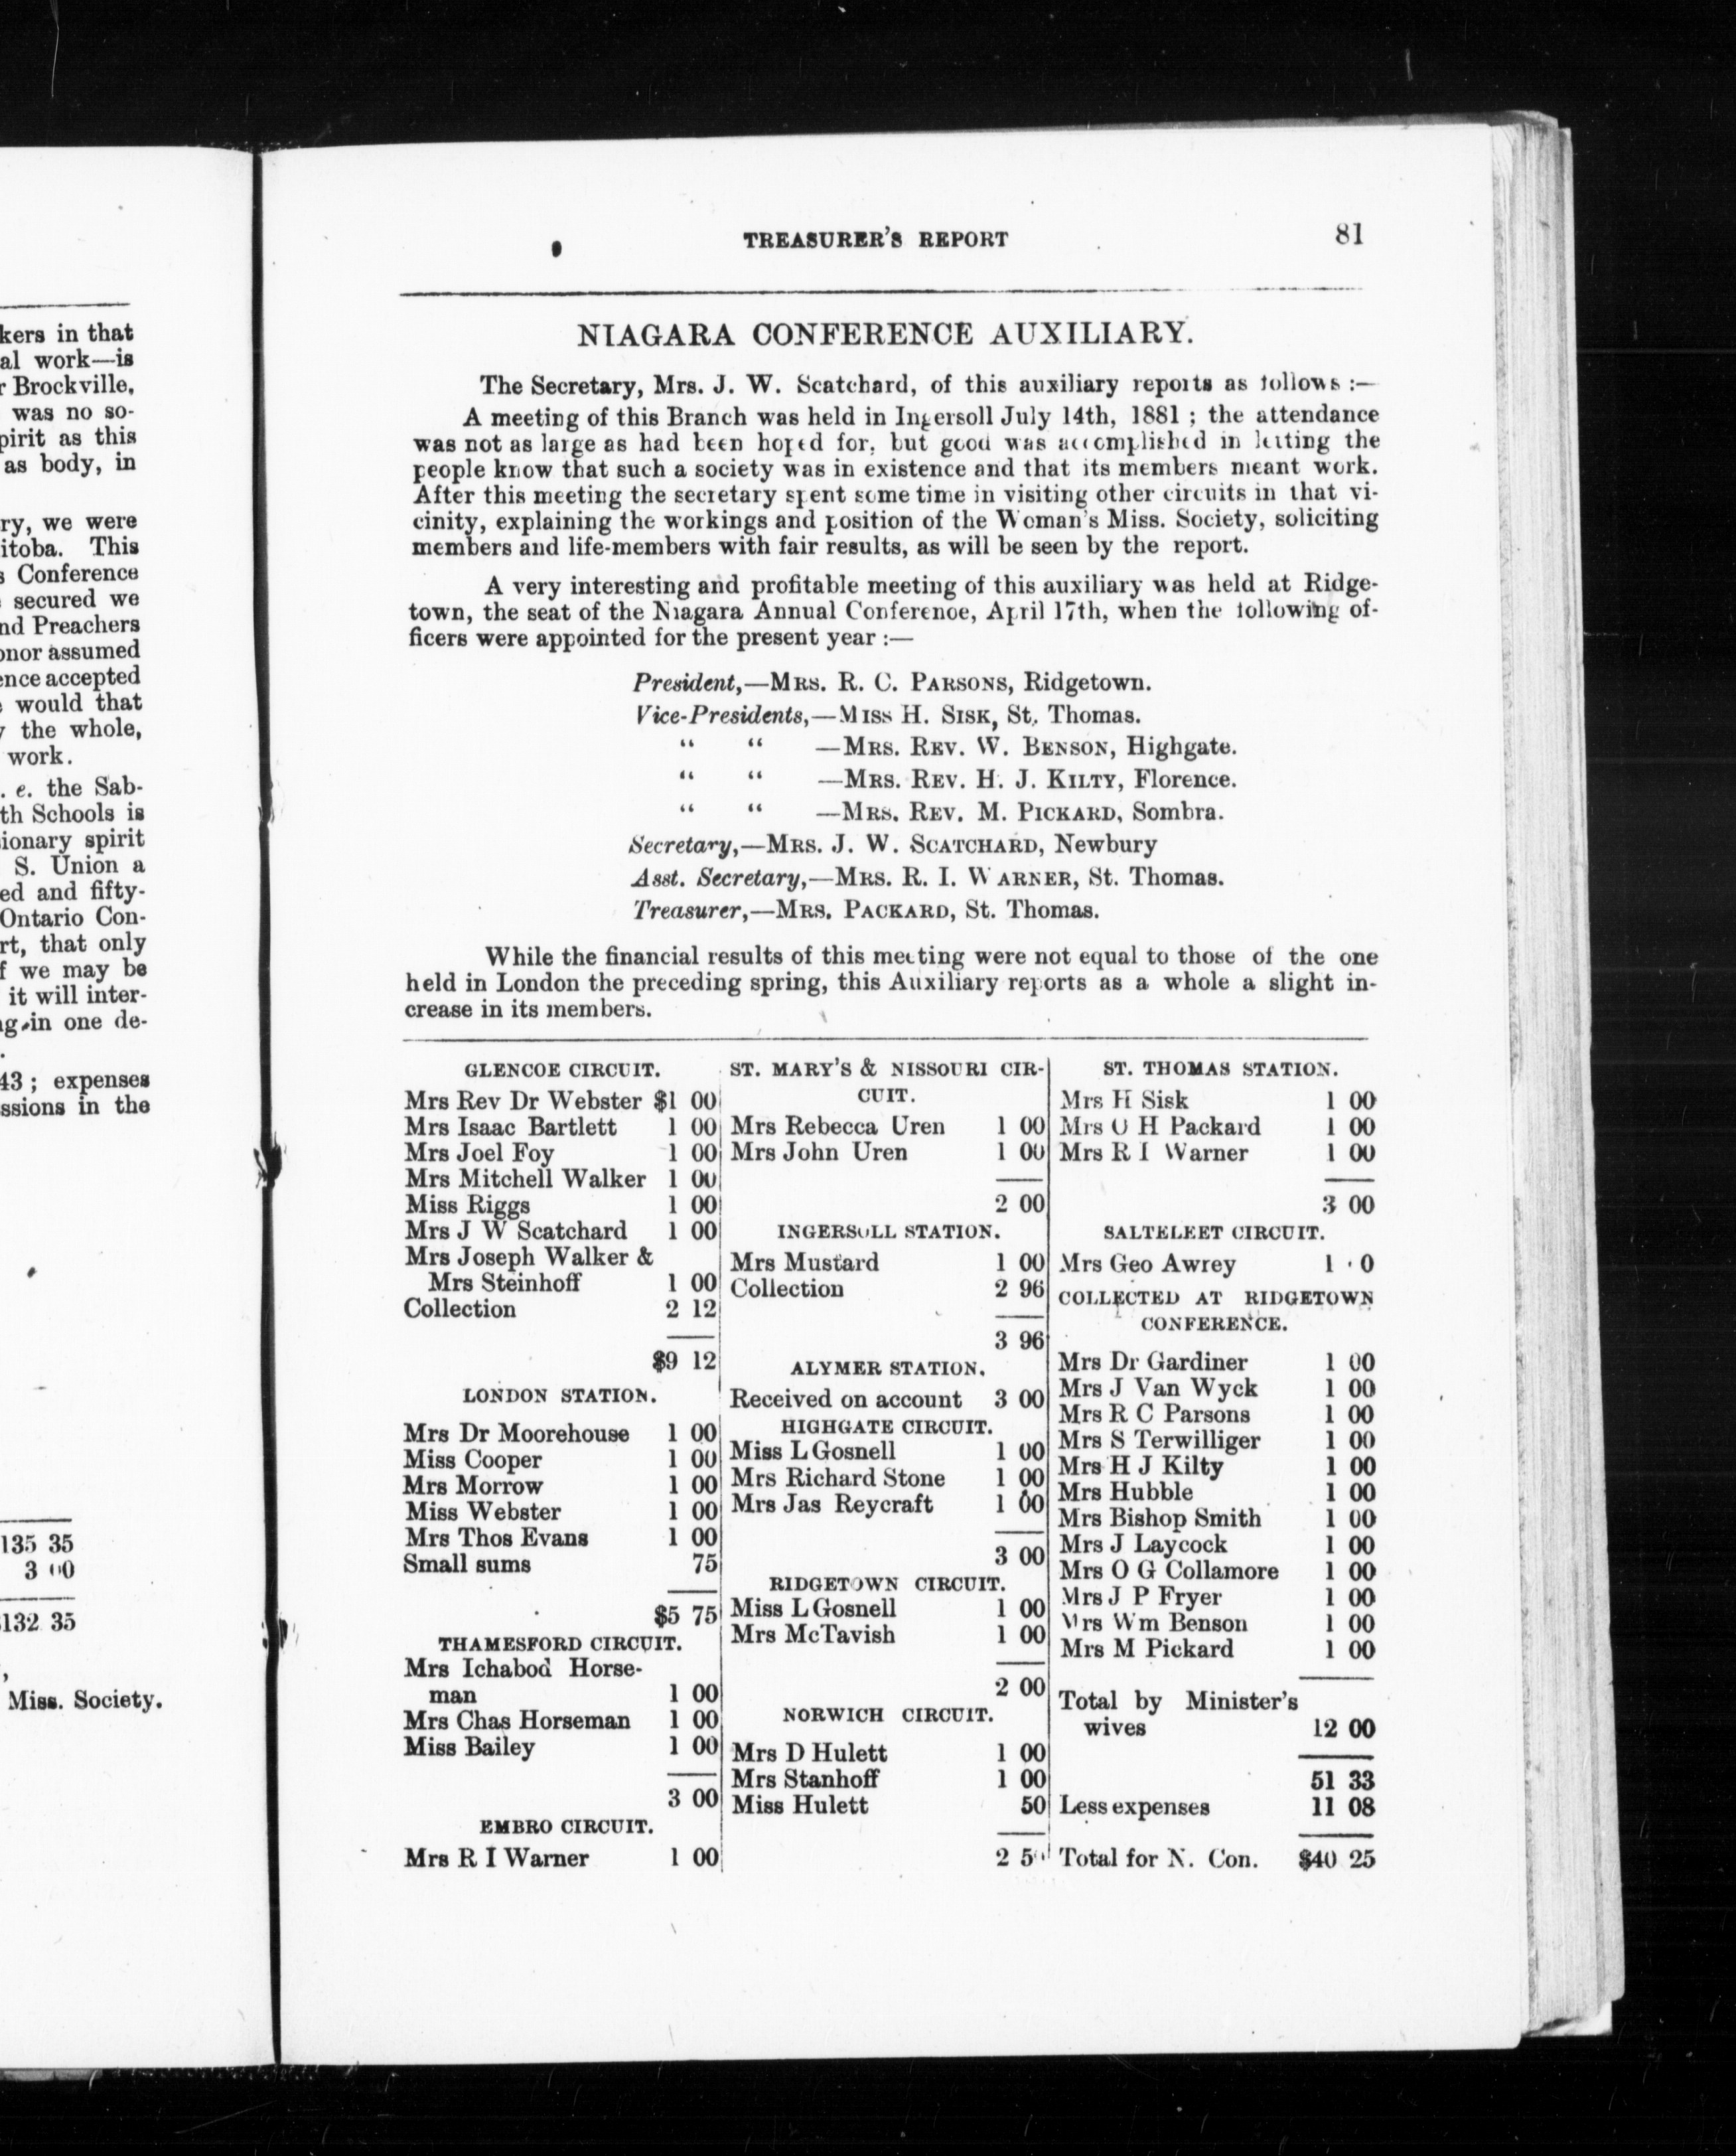 kers in that
al work—is
r Brockville,
was no so-
pirit as this
as body, in
ry, we were
itoba. This
s Conference
secured we
nd Preachers
onor assumed
ence accepted
would that
y the whole,
work.
. e. the Sab-
th Schools is
sionary spirit
S. Union a
ed and fifty-
Ontario Con-
rt, that only
f we may be
it will inter-
ng in one de-
.
43 ; expenses
ssions in the
135 35
3 00
132 35
,
Miss. Society.
TREASURER'S REPORT 81
NIAGARA CONFERENCE AUXILIARY.
The Secretary, Mrs. J. W. Scatchard, of this auxiliary reports as follows :—
A meeting of this Branch was held in Ingersoll July 14th, 1881 ; the attendance
was not as large as had been hoped for, but good was accomplished in letting the
people know that such a society was in existence and that its members meant work.
After this meeting the secretary spent some time in visiting other circuits in that vi-
cinity, explaining the workings and position of the Woman's Miss. Society, soliciting
members and life-members with fair results, as will be seen by the report.
A very interesting and profitable meeting of this auxiliary was held at Ridge-
town, the seat of the Niagara Annual Conference, April 17th, when the following of-
ficers were appointed for the present year :—
President,—MRS. R. C. PARSONS, Ridgetown.
Vice-Presidents,—MISS H. SISK, St. Thomas.
“ “ —MRS. REV. W. BENSON, Highgate.
“ “ —MRS. REV. H. J. KILTY, Florence.
“ “ —MRS. REV. M. PICKARD, Sombra.
Secretary,—MRS. J. W. SCATCHARD, Newbury
Asst. Secretary,—MRS. R. I. WARNER, St. Thomas.
Treasurer,—MRS. PACKARD, St. Thomas.
While the financial results of this meeting were not equal to those of the one
held in London the preceding spring, this Auxiliary reports as a whole a slight in-
crease in its members.
GLENCOE CIRCUIT.
Mrs Rev Dr Webster $1 00
Mrs Isaac Bartlett 1 00
Mrs Joel Foy 1 00
Mrs Mitchell Walker 1 00
Miss Riggs 1 00
Mrs J W Scatchard 1 00
Mrs Joseph Walker &
Mrs Steinhoff 1 00
Collection 2 12
$9 12
LONDON STATION.
Mrs Dr Moorehouse 1 00
Miss Cooper 1 00
Mrs Morrow 1 00
Miss Webster 1 00
Mrs Thos Evans 1 00
Small sums 75
$5 75
THAMESFORD CIRCUIT.
Mrs Ichabod Horse-
man 1 00
Mrs Chas Horseman 1 00
Miss Bailey 1 00
3 00
EMBRO CIRCUIT.
Mrs R I Warner 1 00
ST. MARY'S & NISSOURI CIR-
CUIT.
Mrs Rebecca Uren 1 00
Mrs John Uren 1 00
2 00
INGERSOLL STATION.
Mrs Mustard 1 00
Collection 2 96
3 96
ALYMER STATION.
Received on account 3 00
HIGHGATE CIRCUIT.
Miss L Gosnell 1 00
Mrs Richard Stone 1 00
Mrs Jas Reycraft 1 00
3 00
RIDGETOWN CIRCUIT.
Miss L Gosnell 1 00
Mrs McTavish 1 00
2 00
NORWICH CIRCUIT.
Mrs D Hulett 1 00
Mrs Stanhoff 1 00
Miss Hulett 50
2 50
ST. THOMAS STATION.
Mrs H Sisk 1 00
Mrs O H Packard 1 00
Mrs R I Warner 1 00
3 00
SALTELEET CIRCUIT.
Mrs Geo Awrey 1 0
COLLECTED AT RIDGETOWN
CONFERENCE.
Mrs Dr Gardiner 1 00
Mrs J Van Wyck 1 00
Mrs R C Parsons 1 00
Mrs S Terwilliger 1 00
Mrs H J Kilty 1 00
Mrs Hubble 1 00
Mrs Bishop Smith 1 00
Mrs J Laycock 1 00
Mrs O G Collamore 1 00
Mrs J P Fryer 1 00
Mrs Wm Benson 1 00
Mrs M Pickard 1 00
Total by Minister's
wives 12 00
51 33
Less expenses 11 08
Total for N. Con. $40 25